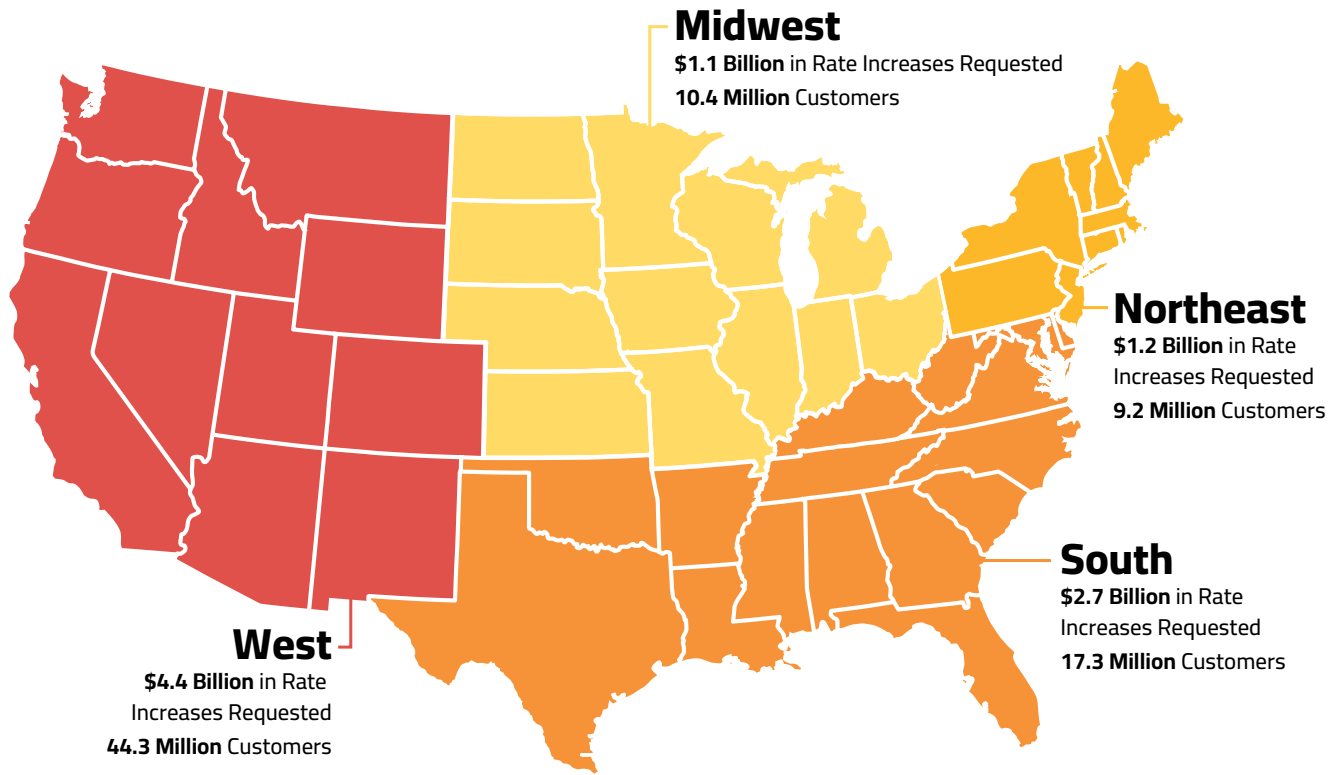 Midwest
$1.1 Billion in Rate Increases Requested
10.4 Million Customers
Northeast
$1.2 Billion in Rate
Increases Requested
9.2 Million Customers
South
$2.7 Billion in Rate
Increases Requested
17.3 Million Customers
West
$4.4 Billion in Rate
Increases Requested
44.3 Million Customers